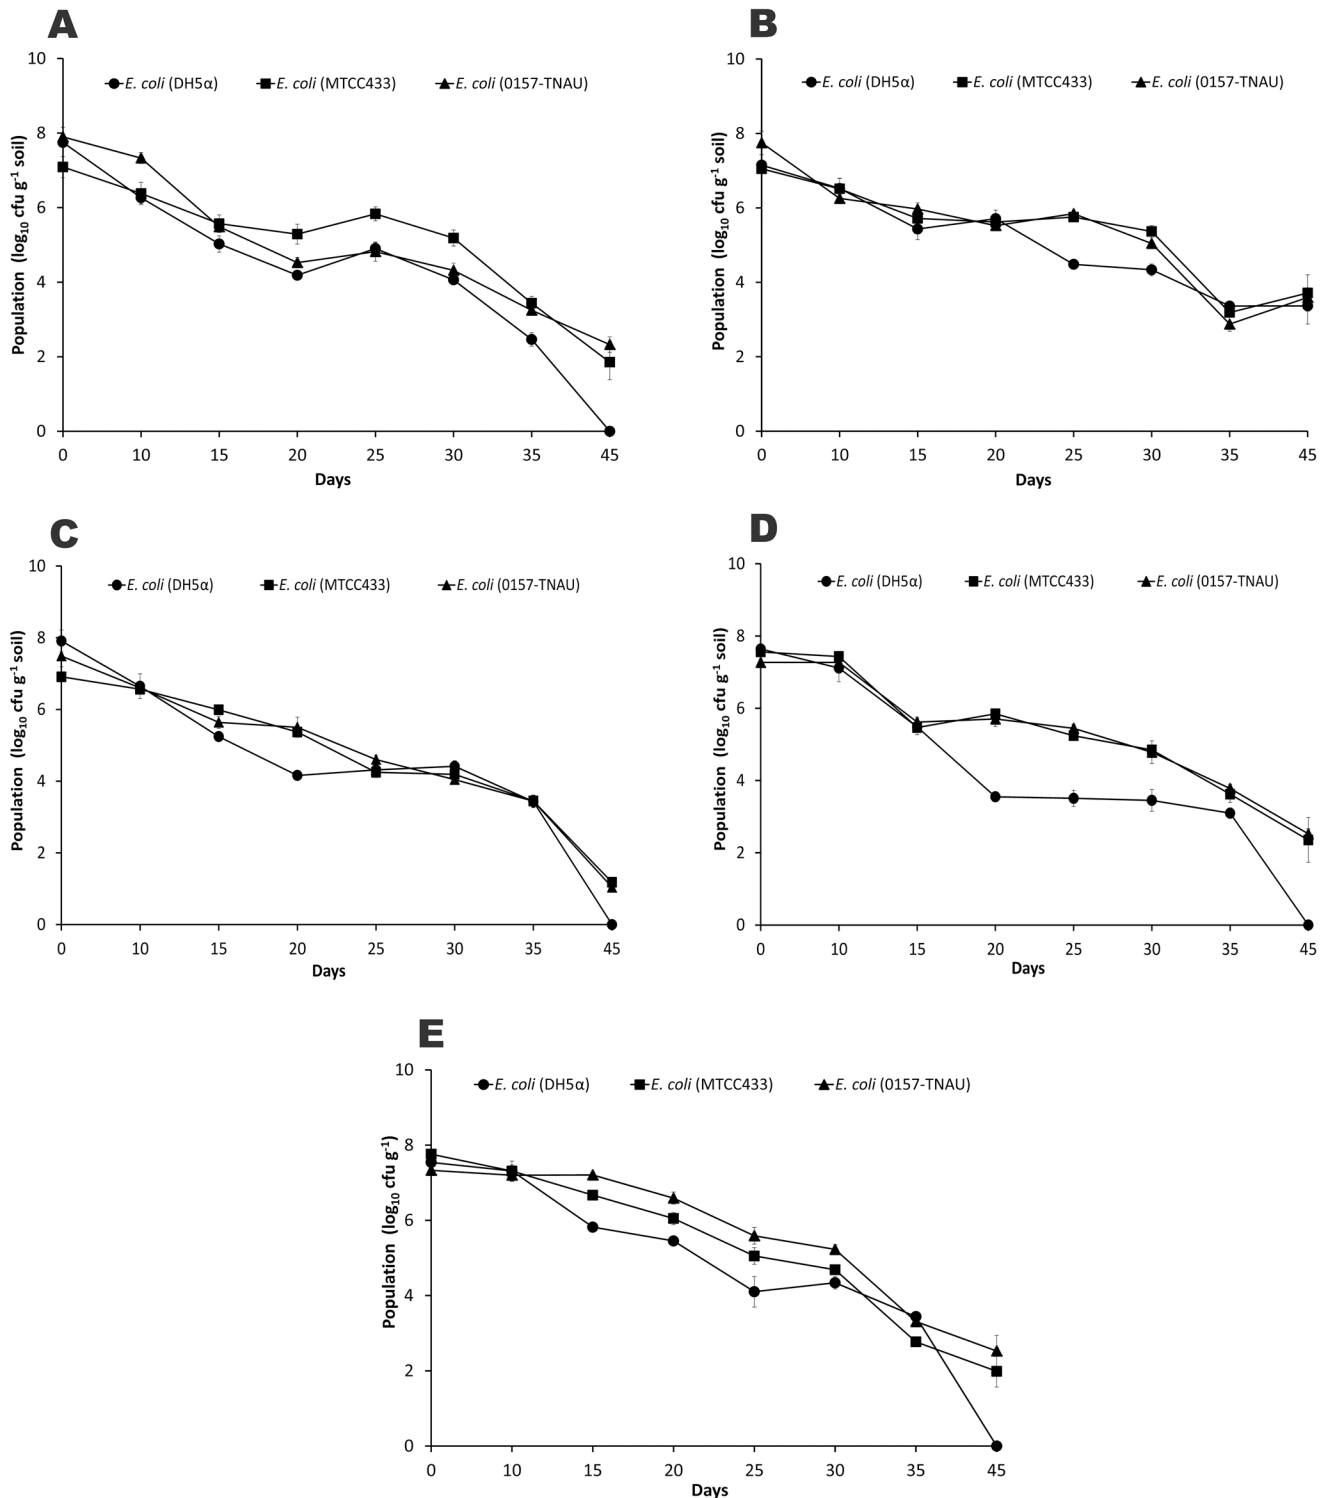 A
E. coli (DH5α) E. coli (MTCC433) E. coli (0157-TNAU)
Population (log10 cfu g-1 soil)
10
8
6
4
2
0
0 10 15 20 25 30 35 45
Days
B
E. coli (DH5α) E. coli (MTCC433) E. coli (0157-TNAU)
Population (log10 cfu g-1 soil)
10
8
6
4
2
0
0 10 15 20 25 30 35 45
Days
C
E. coli (DH5α) E. coli (MTCC433) E. coli (0157-TNAU)
Population (log10 cfu g-1 soil)
10
8
6
4
2
0
0 10 15 20 25 30 35 45
Days
D
E. coli (DH5α) E. coli (MTCC433) E. coli (0157-TNAU)
Population (log10 cfu g-1 soil)
10
8
6
4
2
0
0 10 15 20 25 30 35 45
Days
E
E. coli (DH5α) E. coli (MTCC433) E. coli (0157-TNAU)
Population (log10 cfu g-1)
10
8
6
4
2
0
0 10 15 20 25 30 35 45
Days